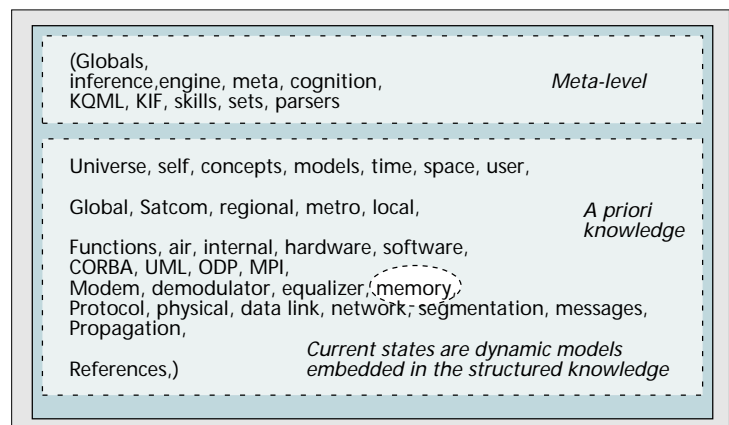 (Globals,
inference,engine, meta, cognition,
KQML, KIF, skills, sets, parsers
Meta-level
Universe, self, concepts, models, time, space, user,
Global, Satcom, regional, metro, local,
A priori
knowledge
Functions, air, internal, hardware, software,
CORBA, UML, ODP, MPI,
Modem, demodulator, equalizer, memory,
Protocol, physical, data link, network, segmentation, messages,
Propagation,
References,)
Current states are dynamic models
embedded in the structured knowledge